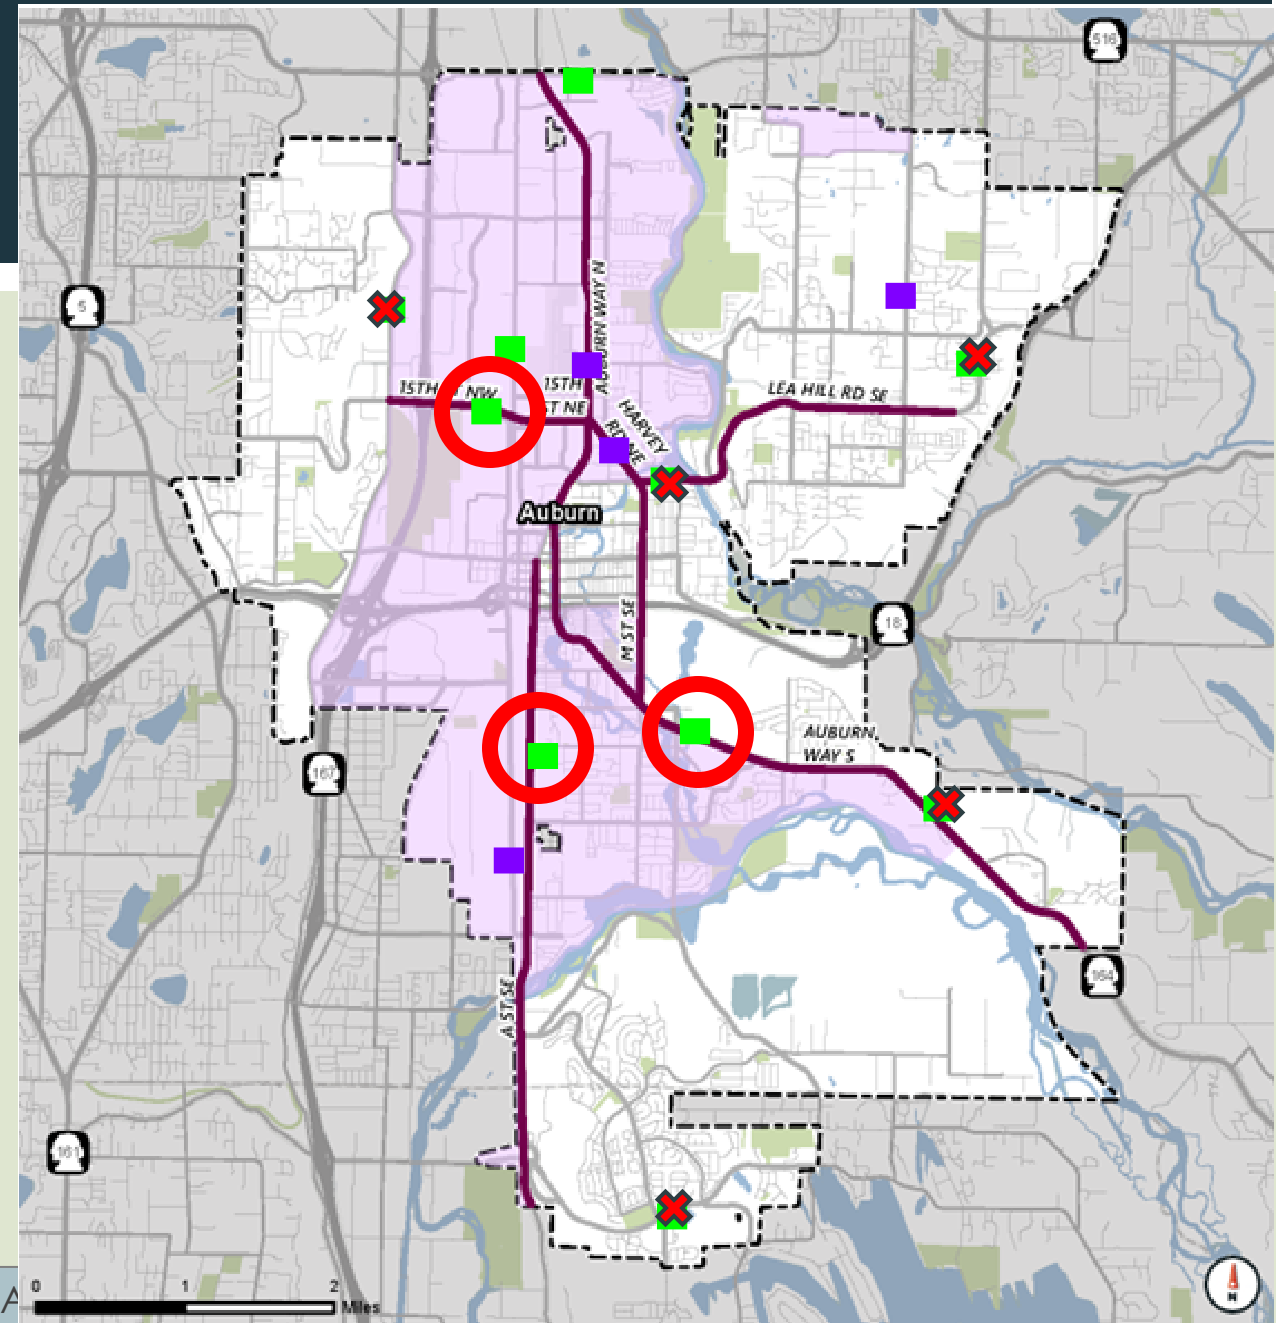 516
5
AUBURN WAY N
15TH ST NW
15TH
ST NE
HARVEY
RD NE
LEA HILL RD SE
Auburn
M ST SE
18
AUBURN
WAY S
167
A ST SE
164
161
0 1 2
Miles
N
A